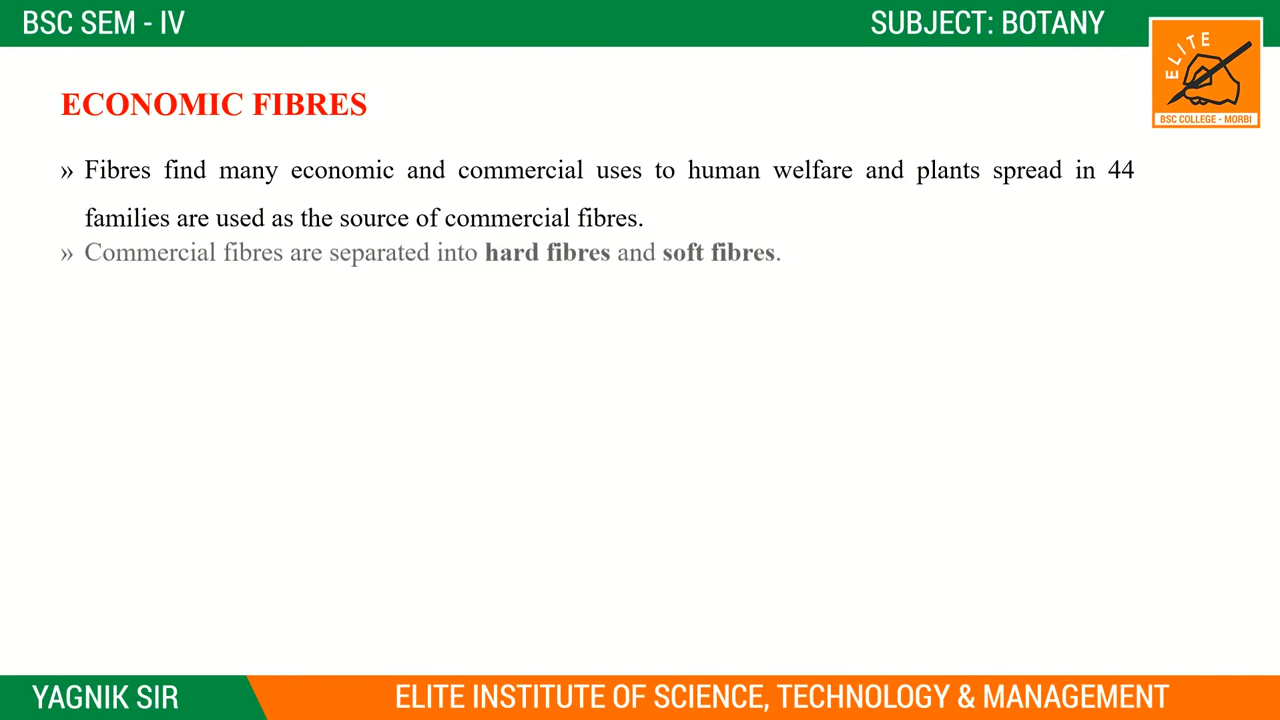 BSC SEM - IV
SUBJECT: BOTANY
ELITE
BSC COLLEGE - MORBI
ECONOMIC FIBRES
» Fibres find many economic and commercial uses to human welfare and plants spread in 44
families are used as the source of commercial fibres.
» Commercial fibres are separated into hard fibres and soft fibres.
YAGNIK SIR
ELITE INSTITUTE OF SCIENCE, TECHNOLOGY & MANAGEMENT